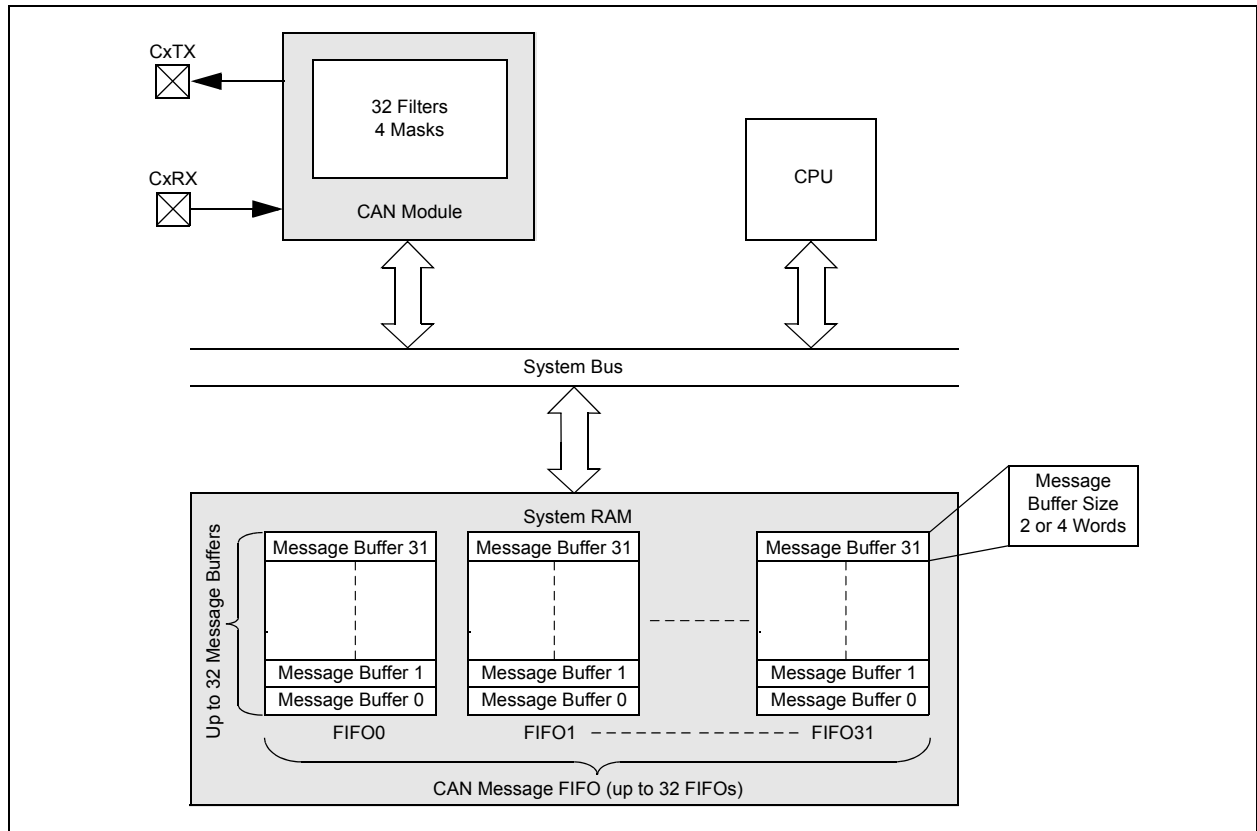 CxTX
32 Filters
4 Masks
CxRX
CAN Module
CPU
System Bus
System RAM
Message
Buffer Size
2 or 4 Words
Up to 32 Message Buffers
Message Buffer 31
Message Buffer 31
Message Buffer 31
Message Buffer 1
Message Buffer 1
Message Buffer 1
Message Buffer 0
Message Buffer 0
Message Buffer 0
FIFO0
FIFO1
FIFO31
CAN Message FIFO (up to 32 FIFOs)